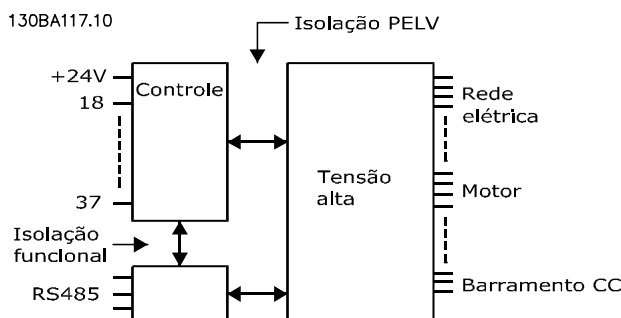 130BA117.10
Isolação PELV
+24V
Controle
18
37
Tensão
alta
Rede
elétrica
Motor
Isolação
funcional
RS485
Barramento CC